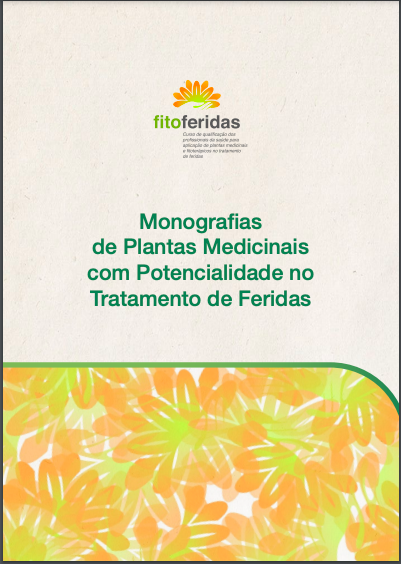 fitoferidas
Curso de qualificação dos
profissionais da saúde para
aplicação de plantas medicinais
e fitoterápicos no tratamento
de feridas
Monografias
de Plantas Medicinais
com Potencialidade no
Tratamento de Feridas